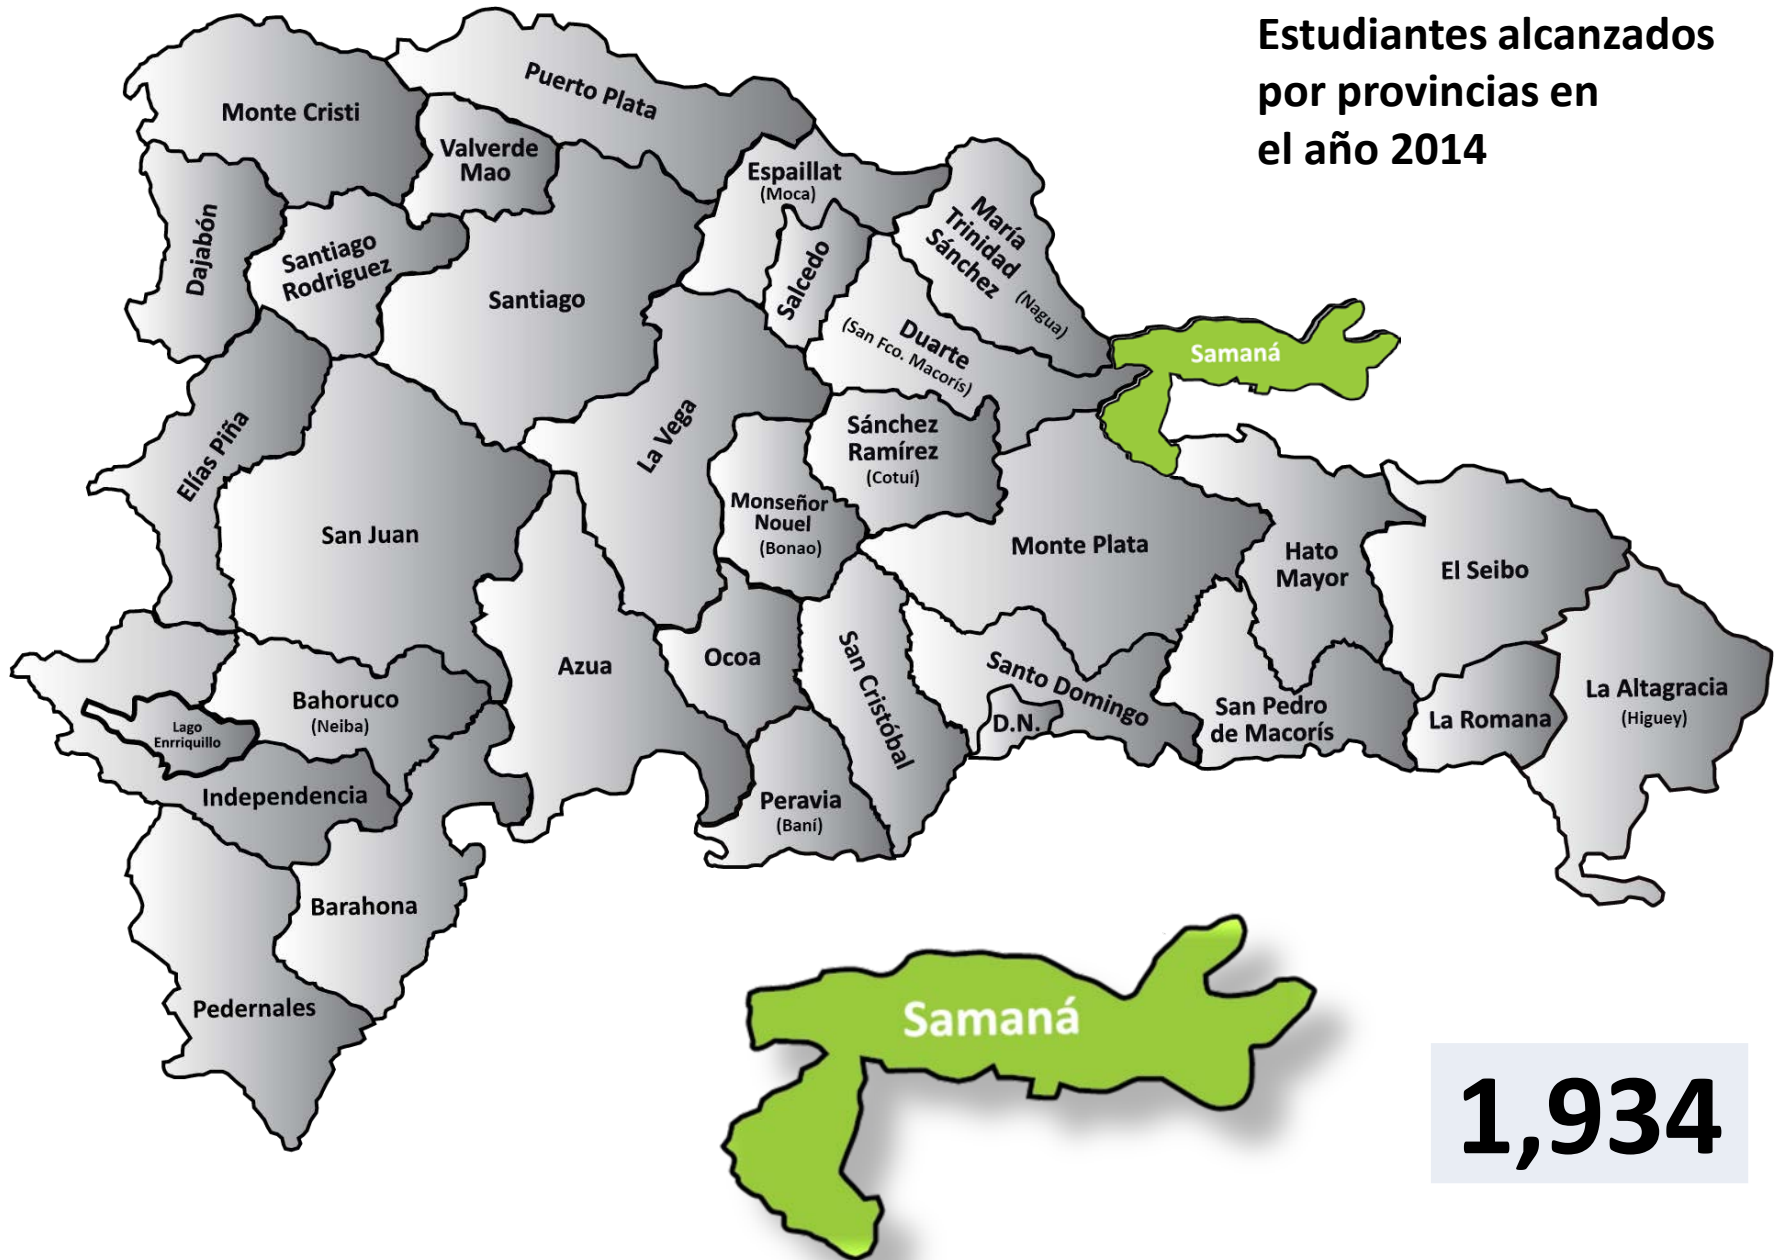 Estudiantes alcanzados
por provincias en
el año 2014
Puerto Plata
Monte Cristi
Valverde
Mao
Espaillat
(Moca)
María
Trinidad
Sánchez
(Nagua)
Dajabón
Santiago
Rodriguez
Santiago
Salcedo
Duarte
(San Fco. Macorís)
Samaná
Elías Piña
La Vega
Sánchez
Ramírez
(Cotuí)
San Juan
Monseñor
Nouel
(Bonao)
Monte Plata
Hato
Mayor
El Seibo
Azua
Ocoa
San Cristóbal
Santo Domingo
D.N.
San Pedro
de Macorís
La Romana
La Altagracia
(Higuey)
Bahoruco
(Neiba)
Lago
Enrriquillo
Independencia
Peravia
(Baní)
Barahona
Pedernales
Samaná
1,934